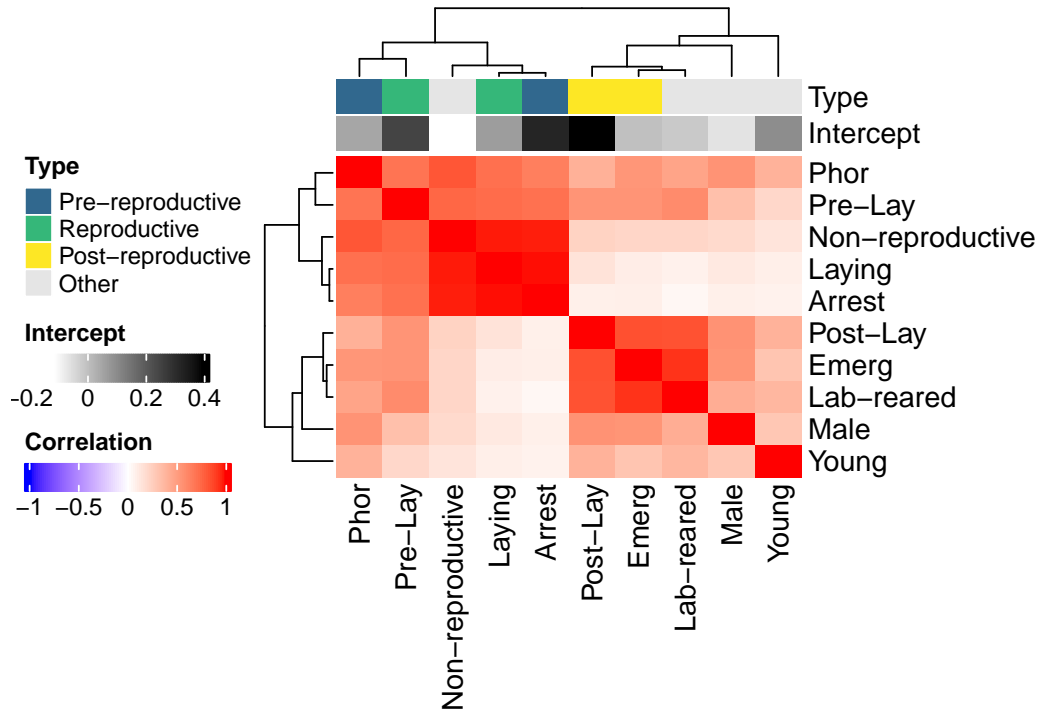 Type
Intercept
Type
Pre−reproductive
Reproductive
Post−reproductive
Other
Intercept
−0.2 0 0.2 0.4
Correlation
−1 −0.5 0 0.5 1
Phor
Pre−Lay
Non−reproductive
Laying
Arrest
Post−Lay
Emerg
Lab−reared
Male
Young
Phor
Pre−Lay
Non−reproductive
Laying
Arrest
Post−Lay
Emerg
Lab−reared
Male
Young